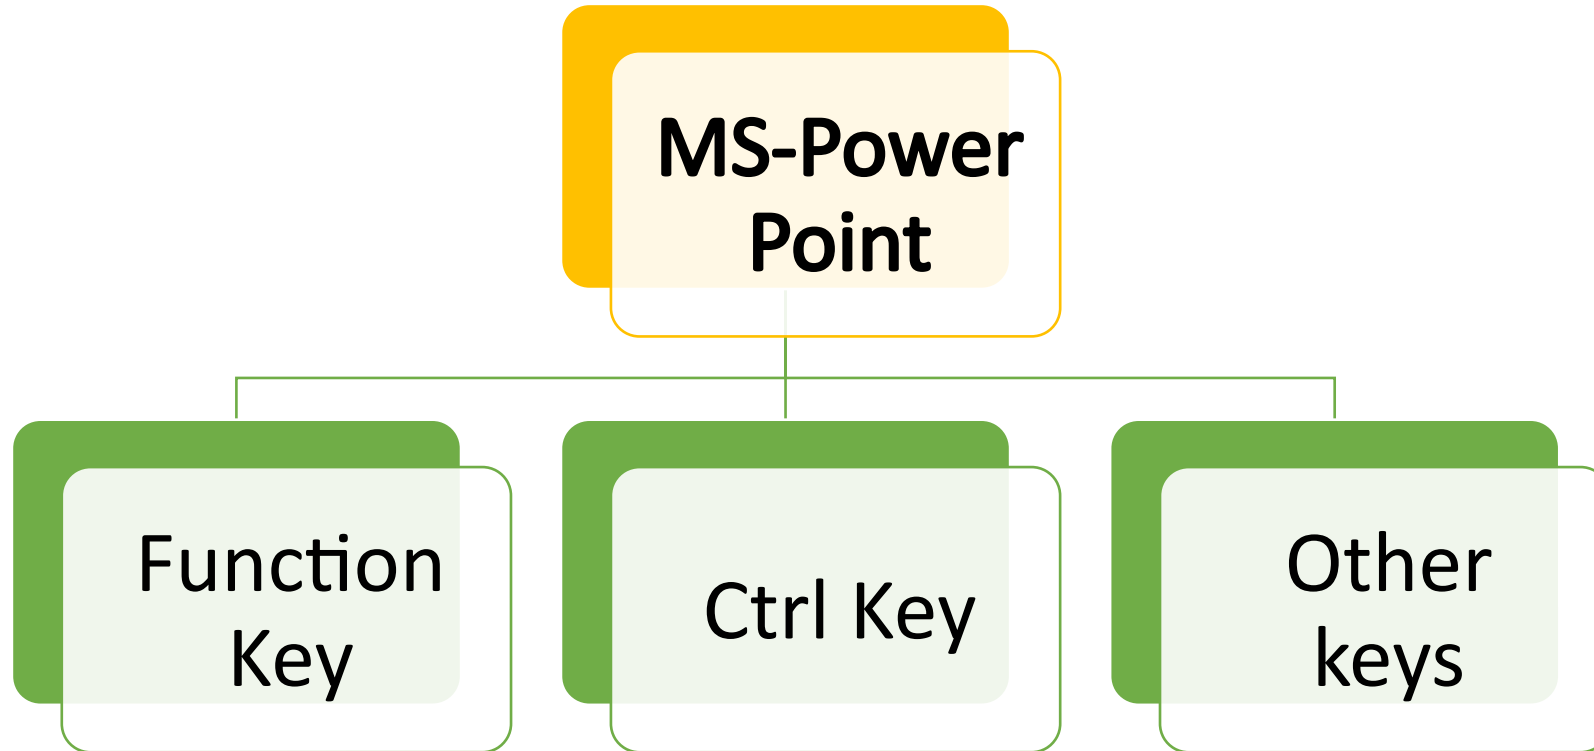 MS-Power
Point
Function
Key
Ctrl Key
Other
keys